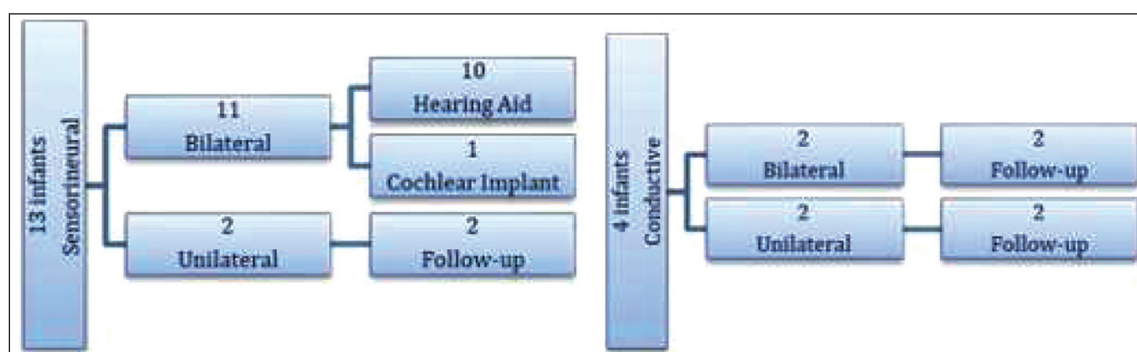 13 infants
Sensorineural
11
Bilateral
10
Hearing Aid
1
Cochlear Implant
2
Unilateral
2
Follow-up
4 infants
Conductive
2
Bilateral
2
Follow-up
2
Unilateral
2
Follow-up